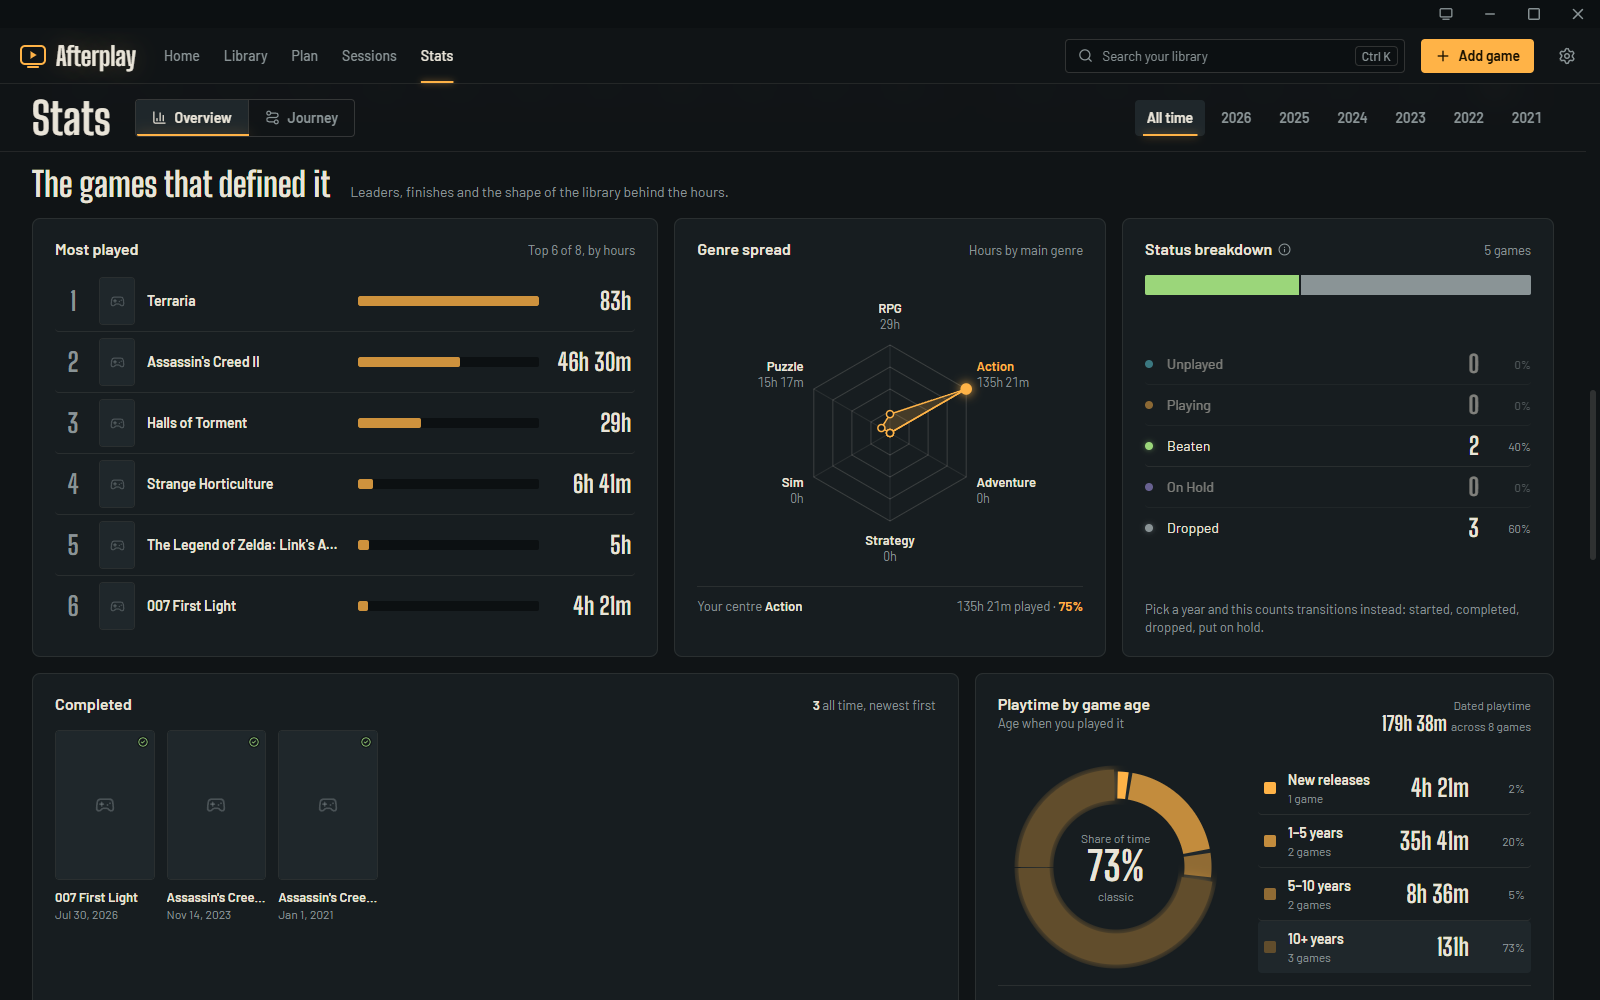 Afterplay
Home
Library
Plan
Sessions
Stats
Search your library
Ctrl K
Add game
Stats
Overview
Journey
All time
2026
2025
2024
2023
2022
2021
The games that defined it
Leaders, finishes and the shape of the library behind the hours.
Most played
Top 6 of 8, by hours
1
Terraria
83h
2
Assassin's Creed II
46h 30m
3
Halls of Torment
29h
4
Strange Horticulture
6h 41m
5
The Legend of Zelda: Link's A...
5h
6
007 First Light
4h 21m
Genre spread
Hours by main genre
RPG
29h
Puzzle
15h 17m
Action
135h 21m
Sim
0h
Adventure
0h
Strategy
0h
Your centre Action
135h 21m played · 75%
Status breakdown
5 games
Unplayed
0
0%
Playing
0
0%
Beaten
2
40%
On Hold
0
0%
Dropped
3
60%
Pick a year and this counts transitions instead: started, completed,
dropped, put on hold.
Completed
3 all time, newest first
007 First Light
Jul 30, 2026
Assassin's Cree...
Nov 14, 2023
Assassin's Cree...
Jan 1, 2021
Playtime by game age
Age when you played it
Dated playtime
179h 38m across 8 games
Share of time
73%
classic
New releases
1 game
4h 21m
2%
1–5 years
2 games
35h 41m
20%
5–10 years
2 games
8h 36m
5%
10+ years
3 games
131h
73%